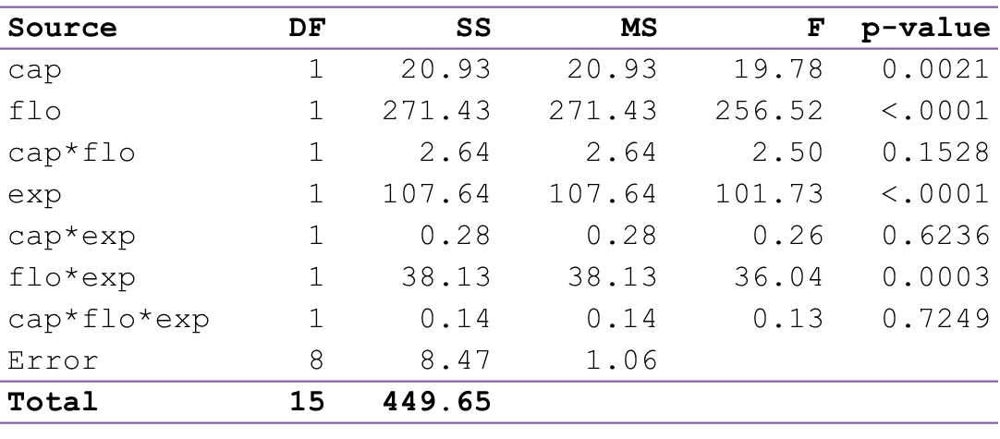 Source DF SS MS F p-value
cap 1 20.93 20.93 19.78 0.0021
flo 1 271.43 271.43 256.52 <.0001
cap*flo 1 2.64 2.64 2.50 0.1528
exp 1 107.64 107.64 101.73 <.0001
cap*exp 1 0.28 0.28 0.26 0.6236
flo*exp 1 38.13 38.13 36.04 0.0003
cap*flo*exp 1 0.14 0.14 0.13 0.7249
Error 8 8.47 1.06
Total 15 449.65